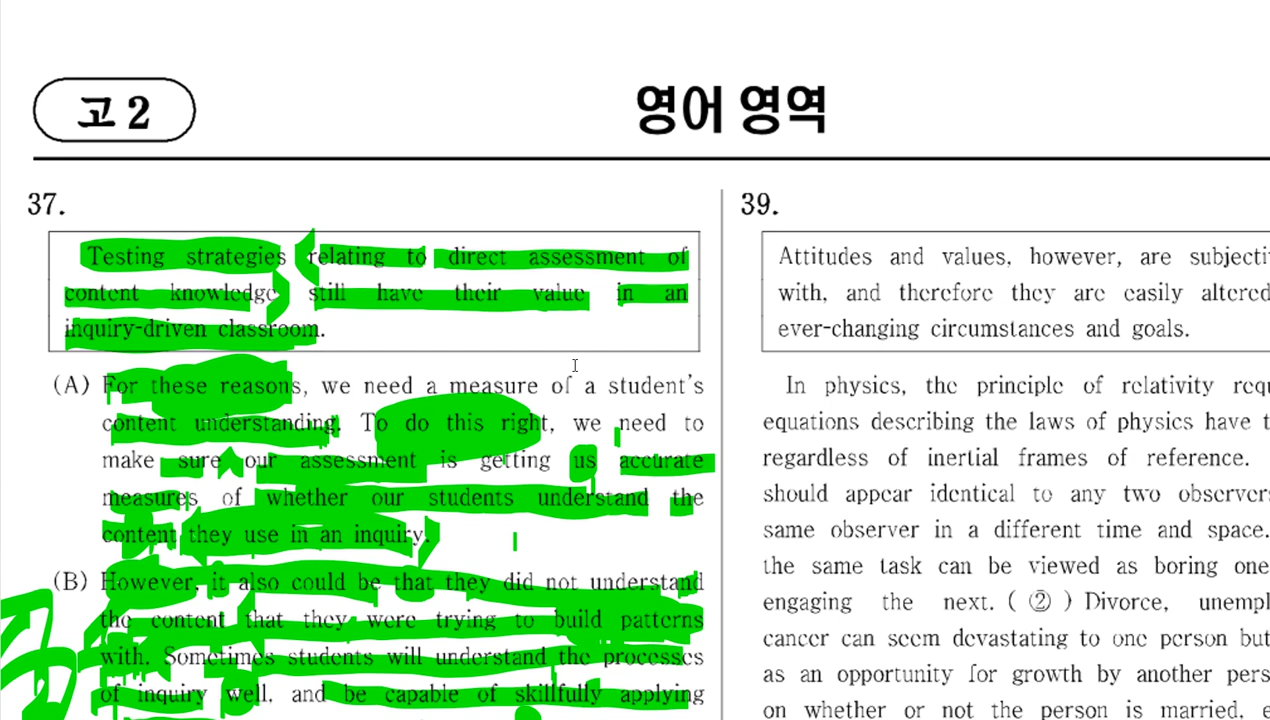 고2
영어 영역
37.
Testing strategies relating to direct assessment of
content knowledge still have their value in an
inquiry-driven classroom.
(A) For these reasons, we need a measure of a student's
content understanding. To do this right, we need to
make sure our assessment is getting us accurate
measures of whether our students understand the
content they use in an inquiry.
(B) However, it also could be that they did not understand
the content that they were trying to build patterns
with. Sometimes students will understand the processes
of inquiry well, and be capable of skillfully applying
39.
Attitudes and values, however, are subjecti
with, and therefore they are easily altered
ever-changing circumstances and goals.
In physics, the principle of relativity requ
equations describing the laws of physics have t
regardless of inertial frames of reference.
should appear identical to any two observers
same observer in a different time and space.
the same task can be viewed as boring one
engaging the next. ( ② ) Divorce, unempl
cancer can seem devastating to one person but
as an opportunity for growth by another pers
on whether or not the person is married, e